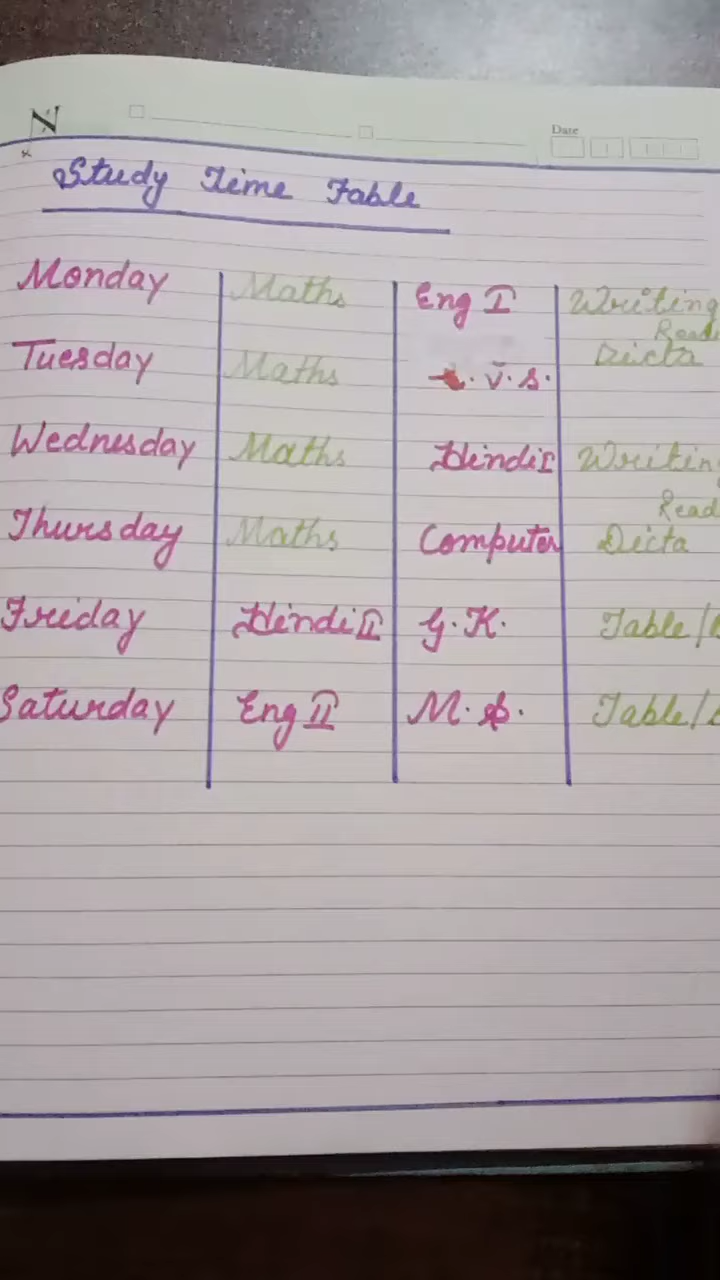 Date
Study Time Table
Monday Maths Eng I Writing
Read
Tuesday Maths E.V.S. Dicta
Wednesday Maths Hindi I Writing
Read
Thursday Maths Computer Dicta
Friday Hindi II G.K. Table/
Saturday Eng II M.S. Table/